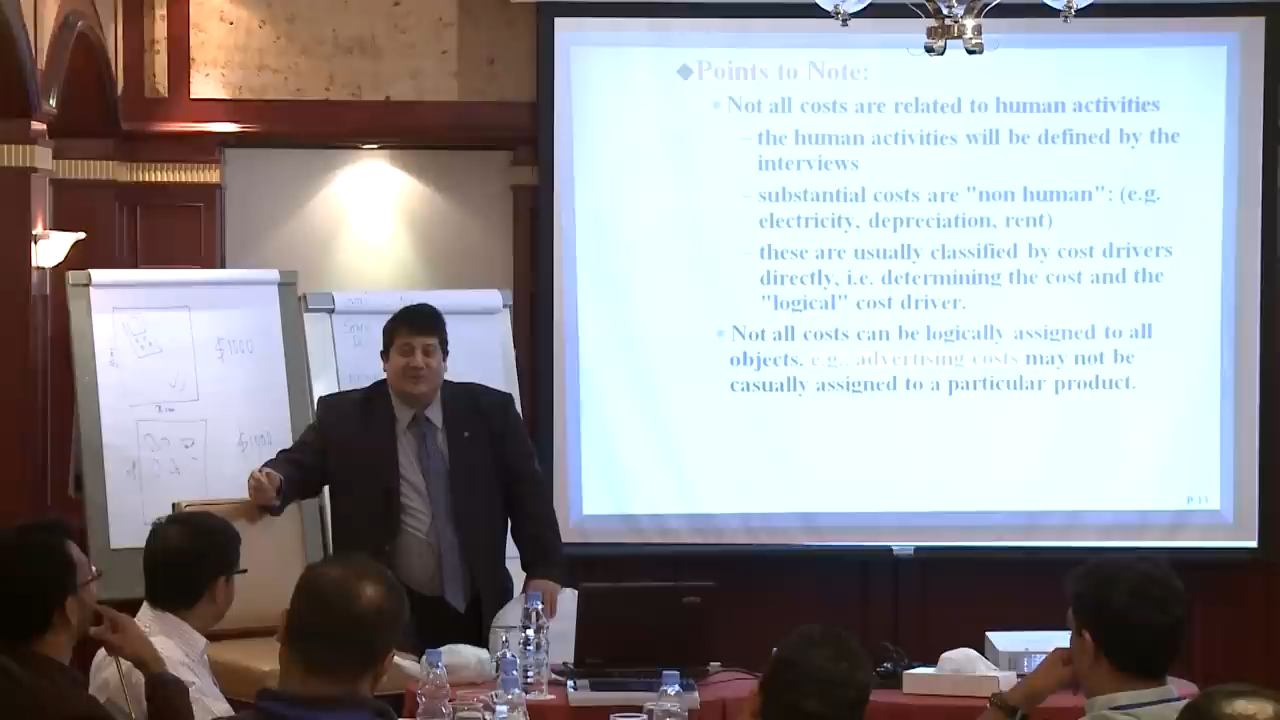 ◆Points to Note:
• Not all costs are related to human activities
– the human activities will be defined by the
interviews
– substantial costs are "non human": (e.g.
electricity, depreciation, rent)
– these are usually classified by cost drivers
directly, i.e. determining the cost and the
"logical" cost driver.
• Not all costs can be logically assigned to all
objects. e.g., advertising costs may not be
casually assigned to a particular product.
$1000
$1000